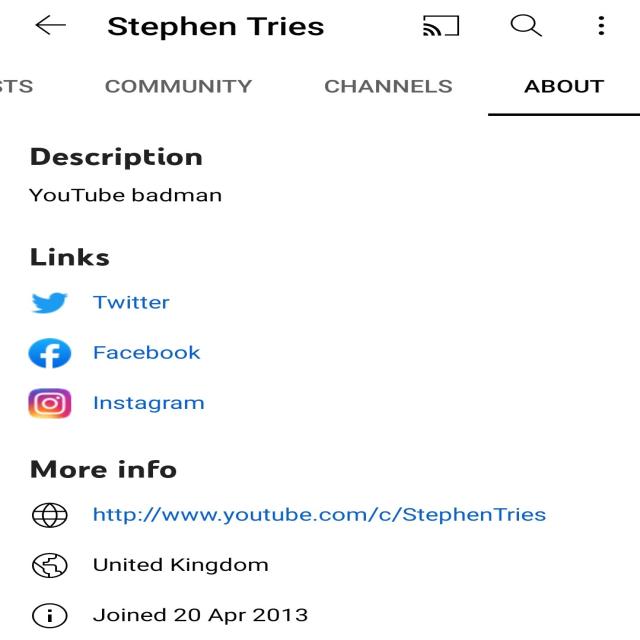 Stephen Tries
STS COMMUNITY CHANNELS ABOUT
Description
YouTube badman
Links
Twitter
Facebook
Instagram
More info
http://www.youtube.com/c/StephenTries
United Kingdom
Joined 20 Apr 2013